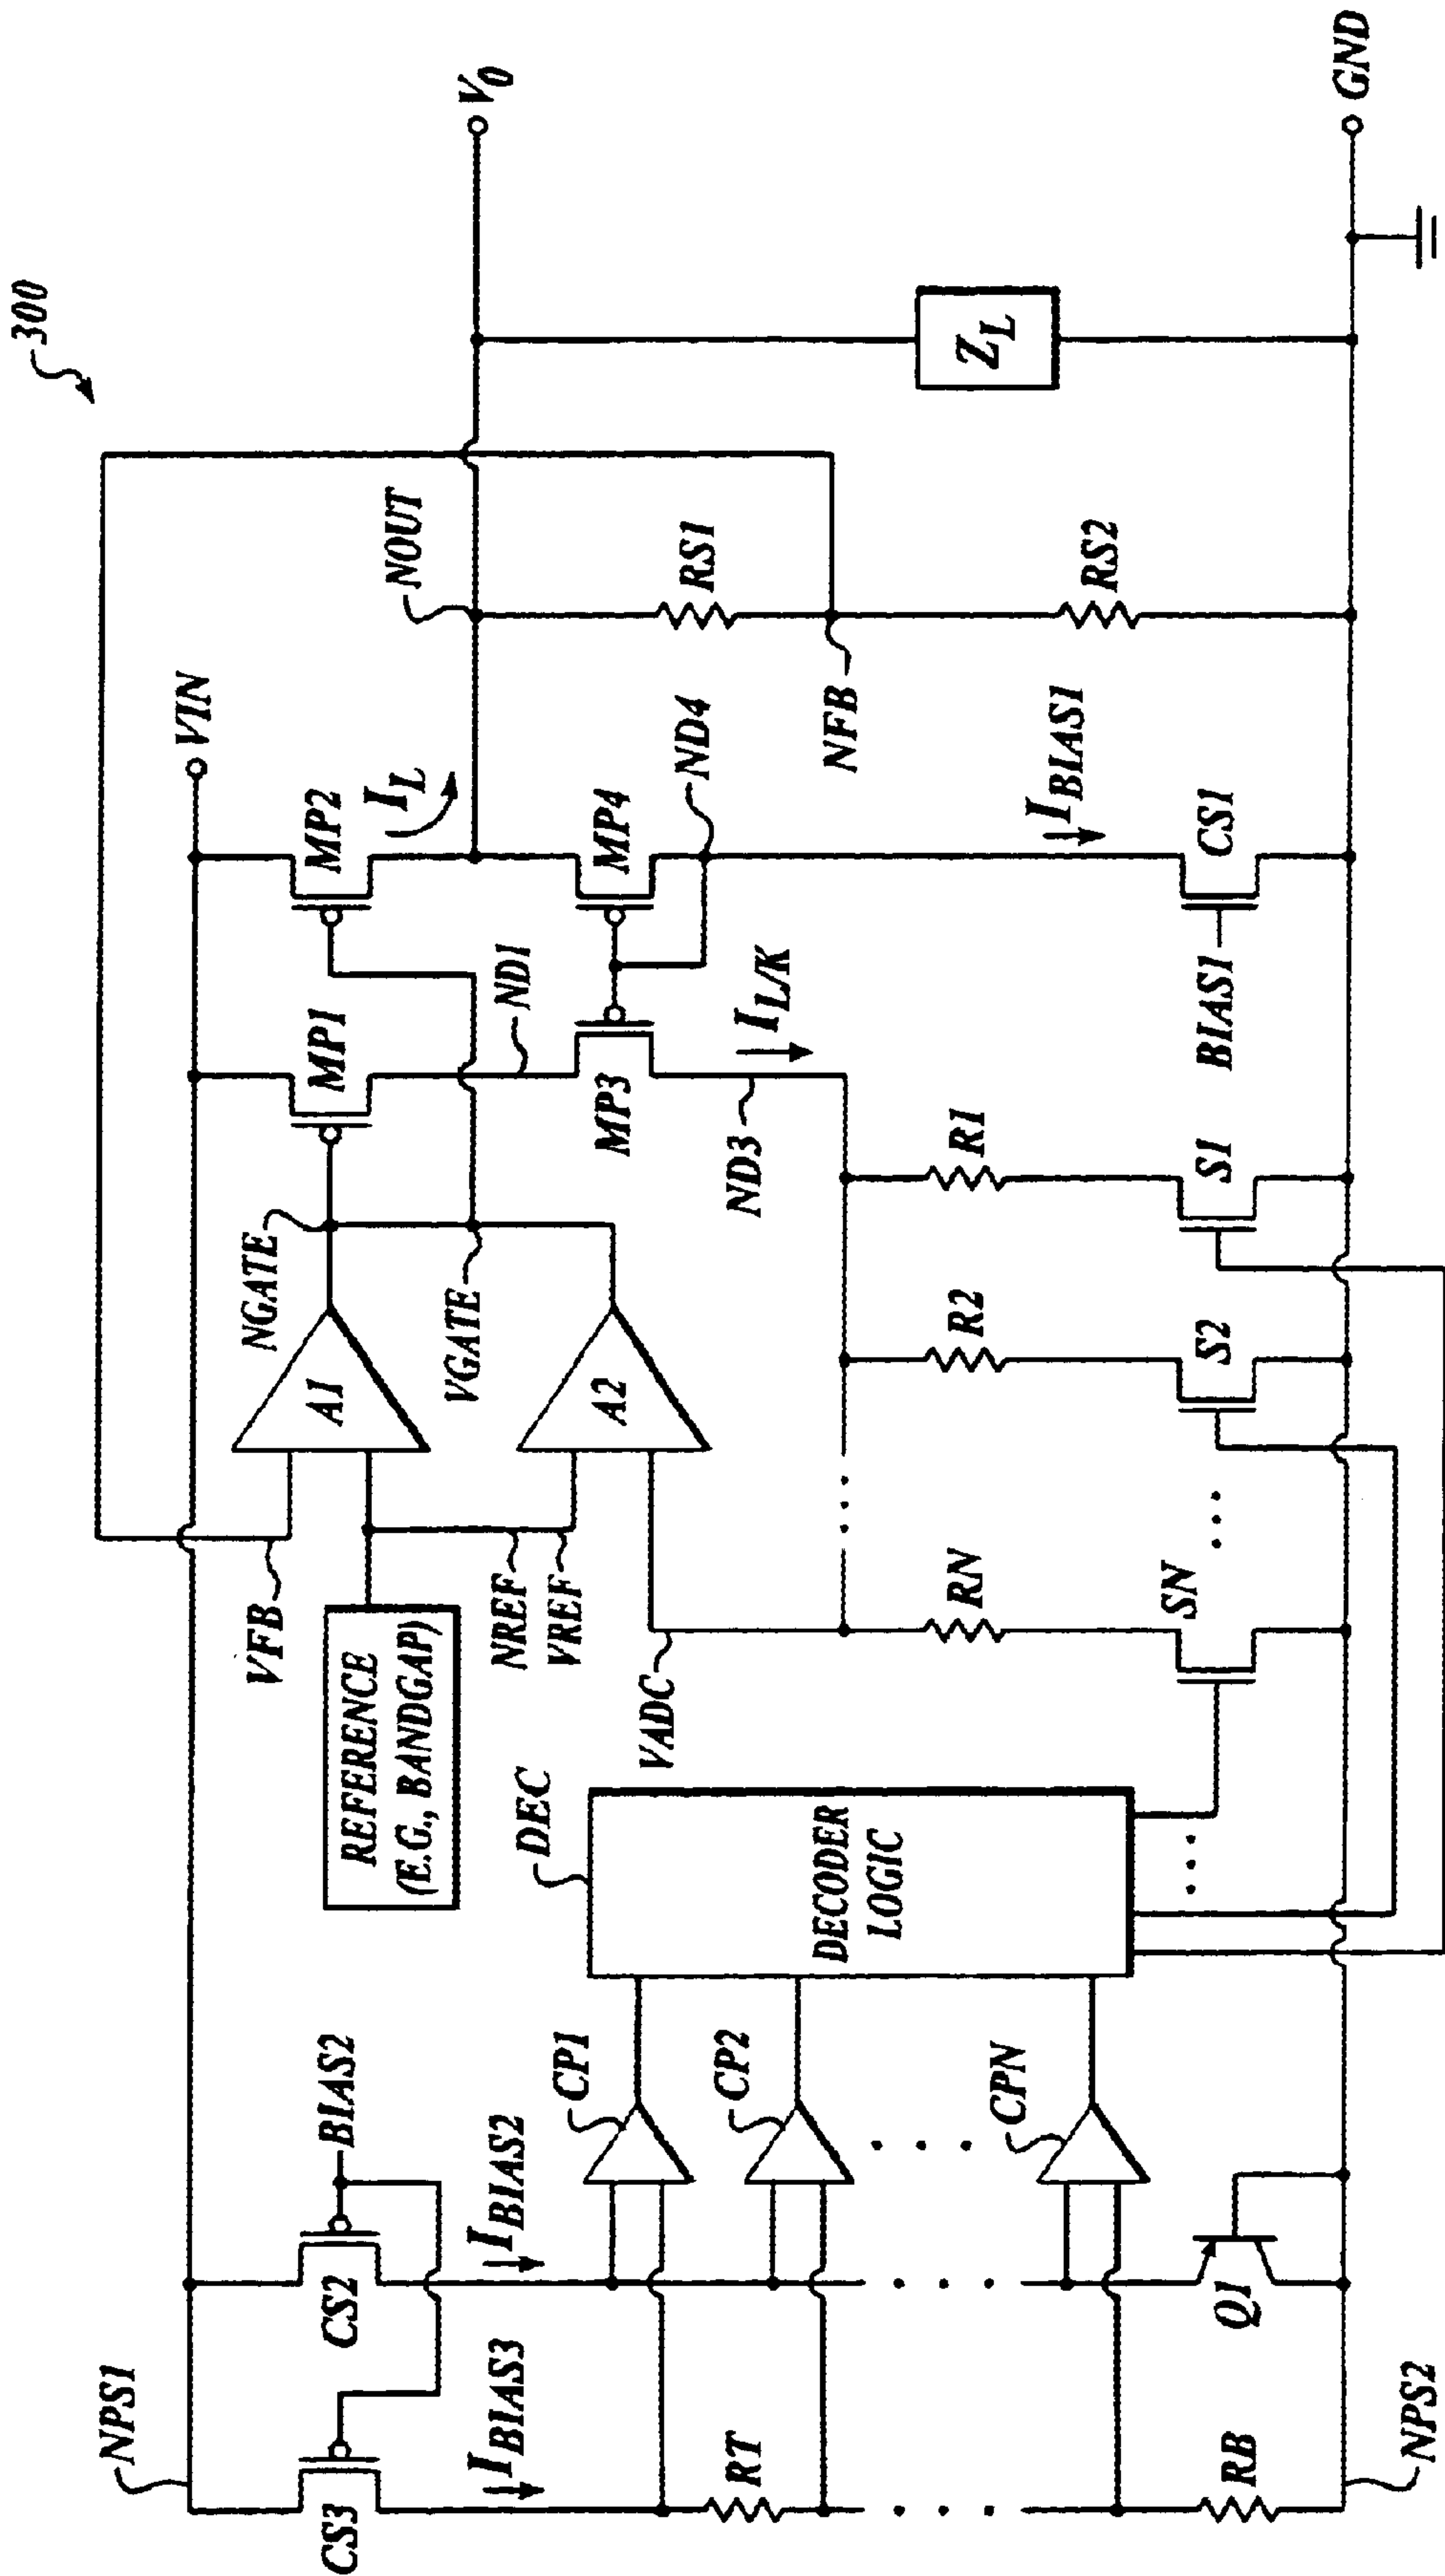 300
NPS1
VIN
V0
CS3
CS2
BIAS2
IBIAS3
IBIAS2
REFERENCE
(E.G., BANDGAP)
VFB
NREF
VREF
A1
NGATE
VGATE
A2
MP1
MP2
IL
ND1
NOUT
MP3
MP4
ND4
IL/K
ND3
VADC
RS1
NFB
RS2
ZL
IBIAS1
CS1
BIAS1
DEC
DECODER
LOGIC
CP1
CP2
CPN
RT
RB
Q1
RN
R2
R1
SN
S2
S1
NPS2
GND